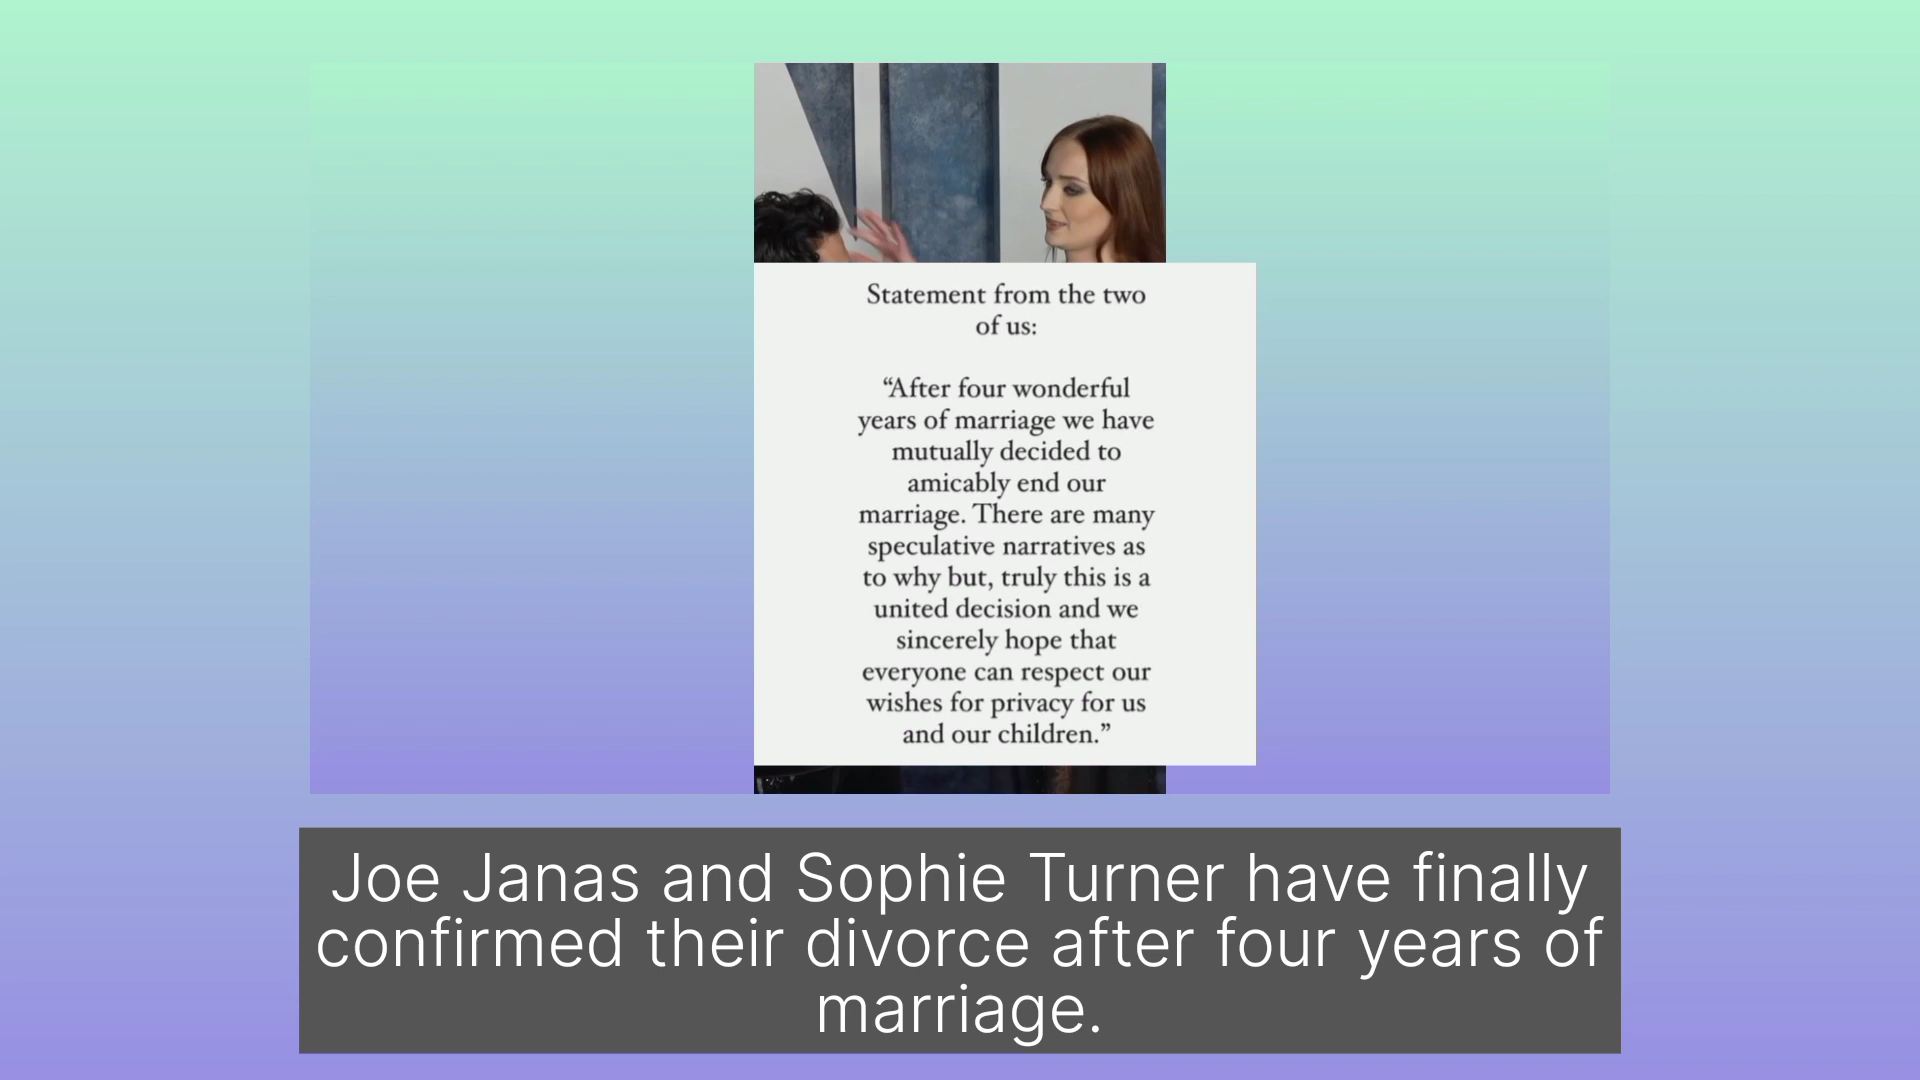 Statement from the two
of us:
“After four wonderful
years of marriage we have
mutually decided to
amicably end our
marriage. There are many
speculative narratives as
to why but, truly this is a
united decision and we
sincerely hope that
everyone can respect our
wishes for privacy for us
and our children.”
Joe Janas and Sophie Turner have finally
confirmed their divorce after four years of
marriage.